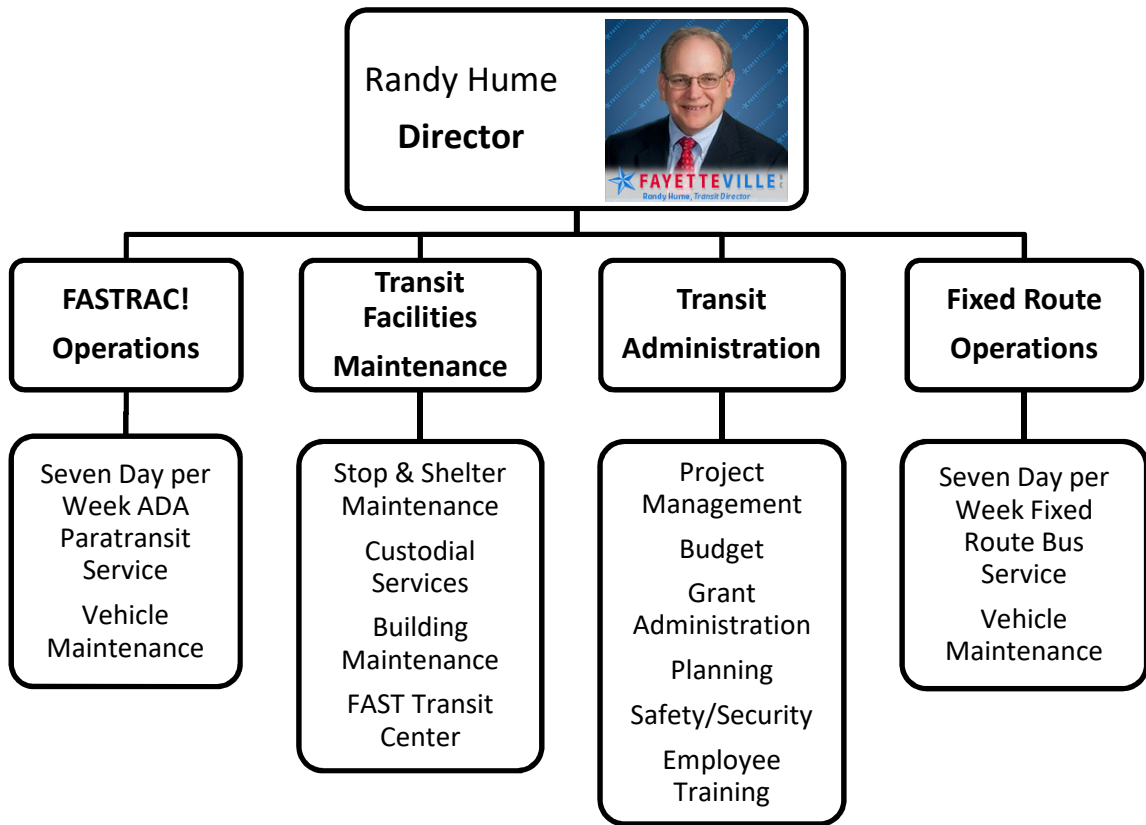 Randy Hume
Director
FAYETTEVILLE
Randy Hume, Transit Director
FASTRAC!
Operations
Transit
Facilities
Maintenance
Transit
Administration
Fixed Route
Operations
Seven Day per
Week ADA
Paratransit
Service
Vehicle
Maintenance
Stop & Shelter
Maintenance
Custodial
Services
Building
Maintenance
FAST Transit
Center
Project
Management
Budget
Grant
Administration
Planning
Safety/Security
Employee
Training
Seven Day per
Week Fixed
Route Bus
Service
Vehicle
Maintenance